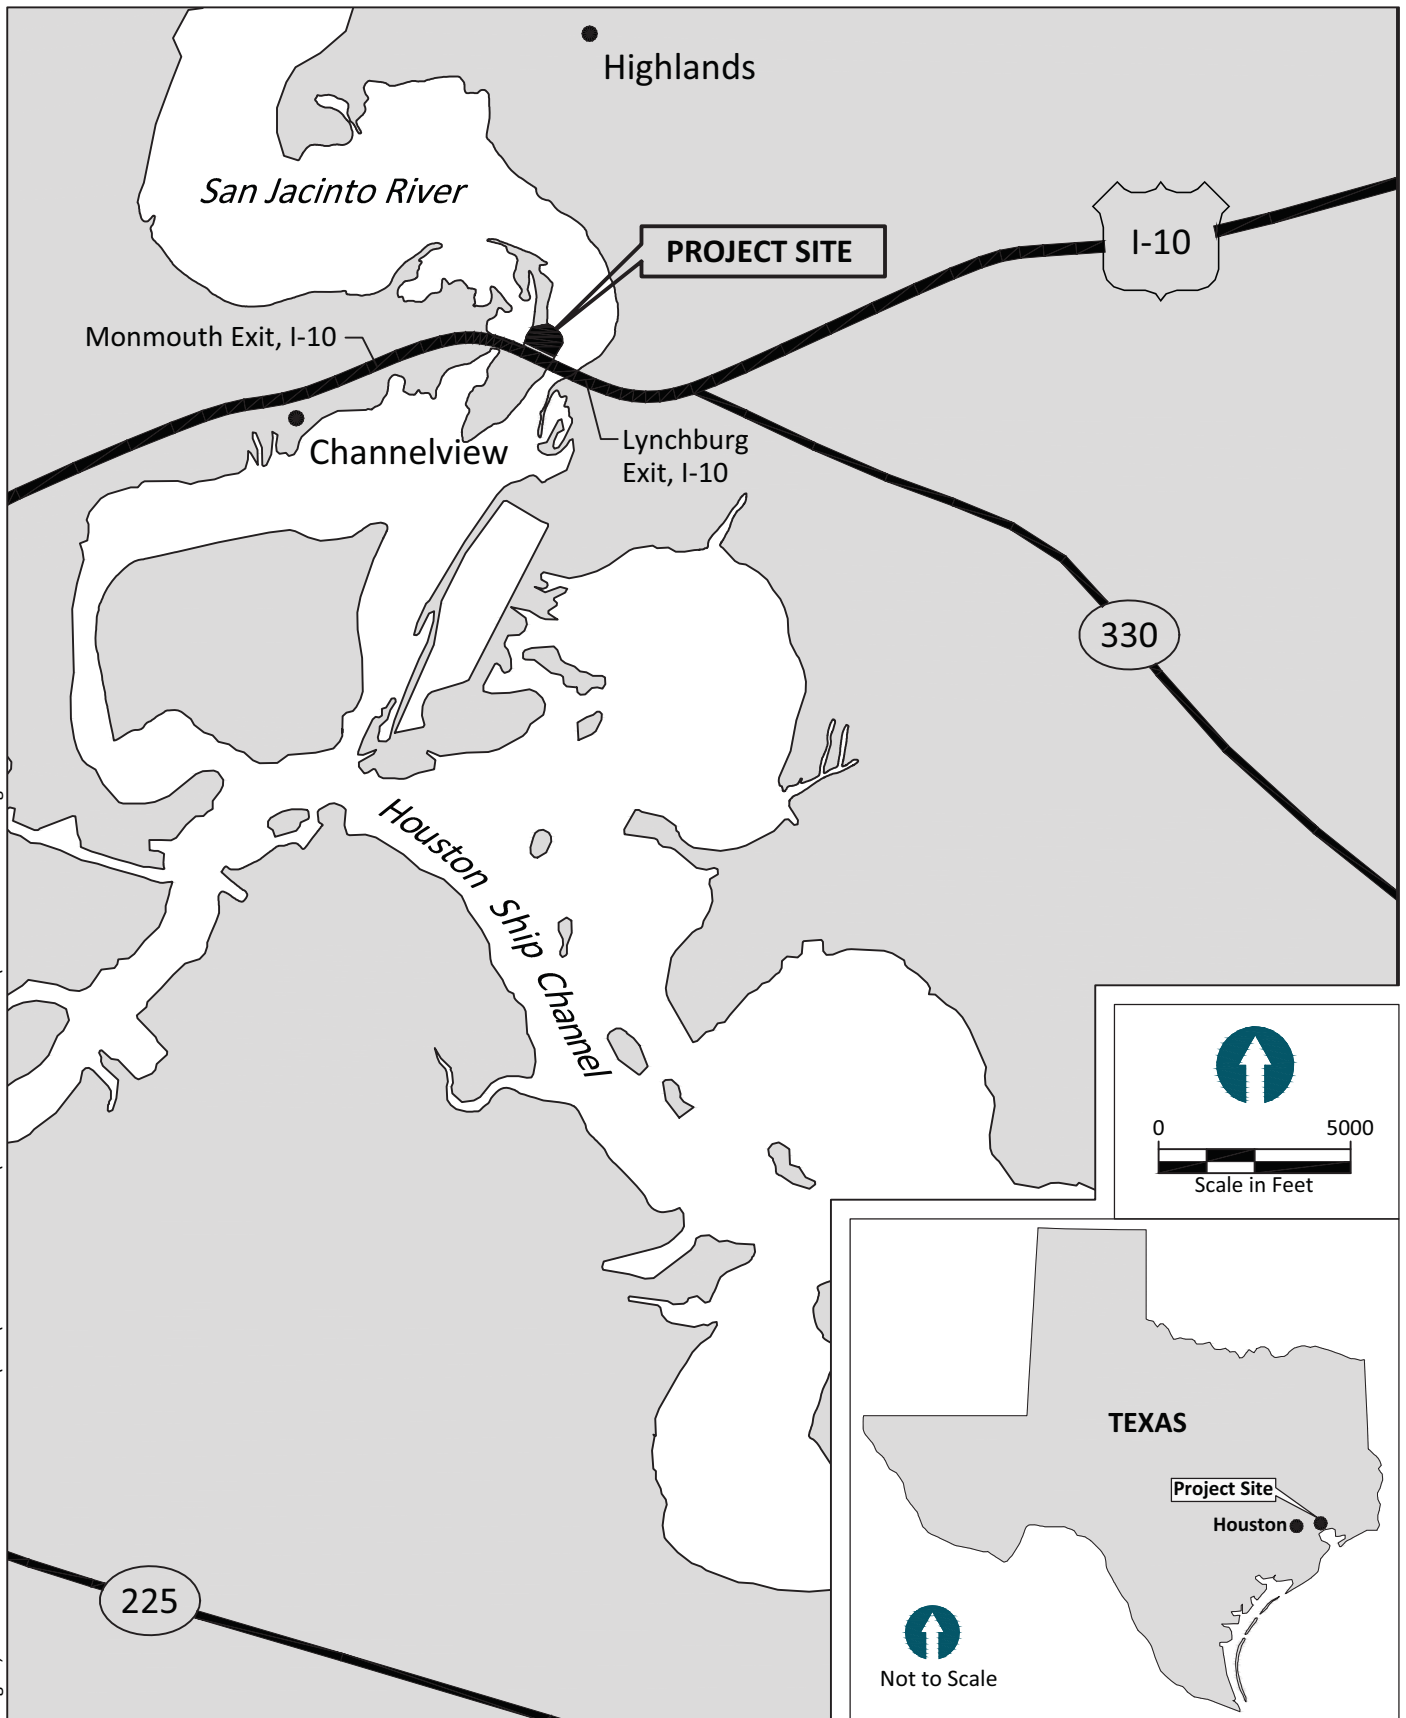 Highlands
San Jacinto River
PROJECT SITE
I-10
Monmouth Exit, I-10
Channelview
Lynchburg
Exit, I-10
330
Houston Ship Channel
0 5000
Scale in Feet
TEXAS
Project Site
Houston
225
Not to Scale